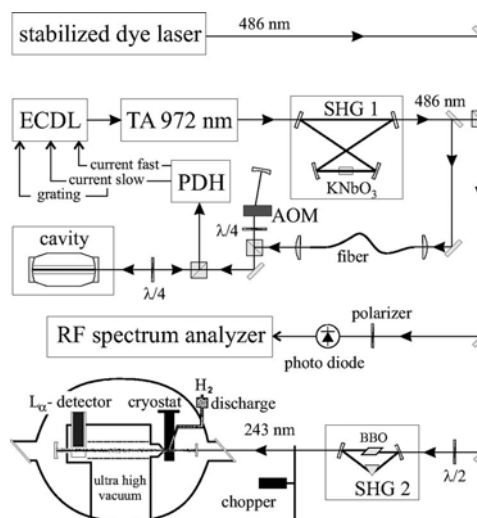 486 nm
stabilized dye laser
SHG 1
486 nm
ECDL
TA 972 nm
KNbO3
current fast
current slow
grating
PDH
AOM
λ/4
cavity
λ/4
fiber
polarizer
RF spectrum analyzer
photo diode
H2
Lα- detector
cryostat
discharge
243 nm
BBO
ultra high
vacuum
chopper
SHG 2
λ/2